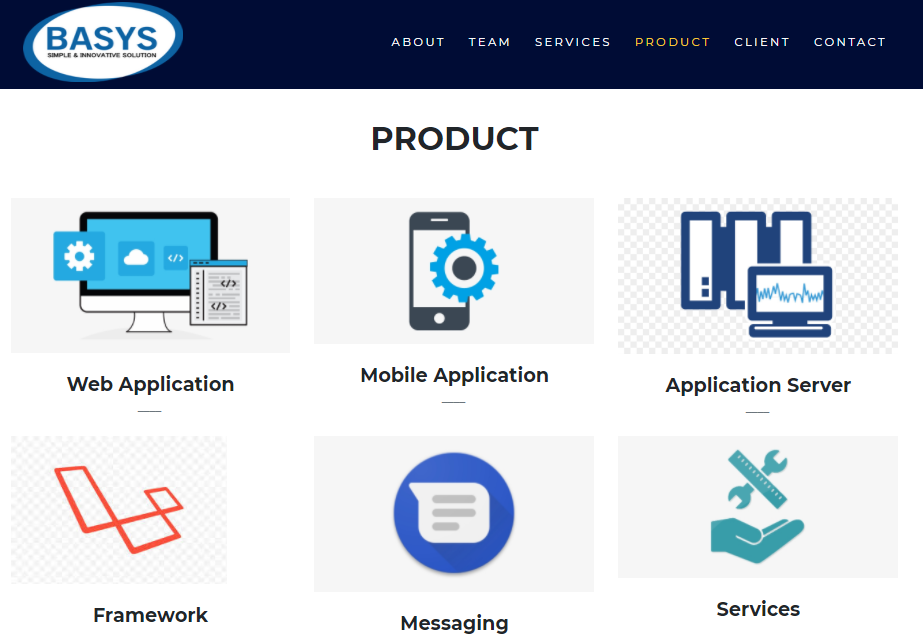 BASYS
SIMPLE & INNOVATIVE SOLUTION
ABOUT TEAM SERVICES PRODUCT CLIENT CONTACT
PRODUCT
</>
</>
</>
Web Application
Mobile Application
Application Server
Framework
Messaging
Services